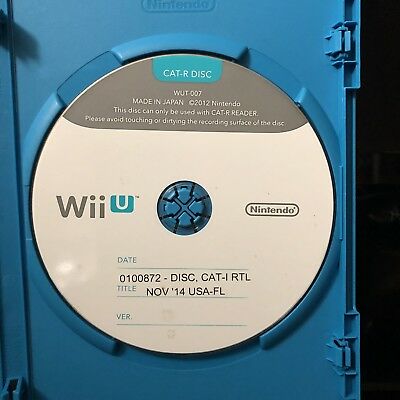 Nintendo
CAT-R DISC
WUT-007
MADE IN JAPAN ©2012 Nintendo
This disc can only be used with CAT-R READER.
Please avoid touching or dirtying the recording surface of the disc.
Wii U™
Nintendo
DATE
0100872 - DISC, CAT-I RTL
TITLE
NOV '14 USA-FL
VER.